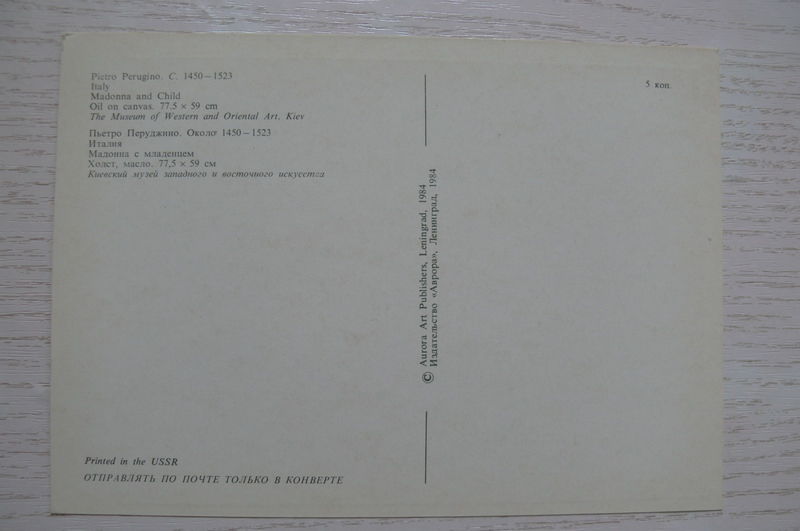 Pietro Perugino. C. 1450–1523
Italy
Madonna and Child
Oil on canvas. 77.5 × 59 cm
The Museum of Western and Oriental Art, Kiev
Пьетро Перуджино. Около 1450–1523
Италия
Мадонна с младенцем
Холст, масло. 77,5 × 59 см
Киевский музей западного и восточного искусства
5 коп.
© Aurora Art Publishers, Leningrad, 1984
Издательство «Аврора», Ленинград, 1984
Printed in the USSR
ОТПРАВЛЯТЬ ПО ПОЧТЕ ТОЛЬКО В КОНВЕРТЕ